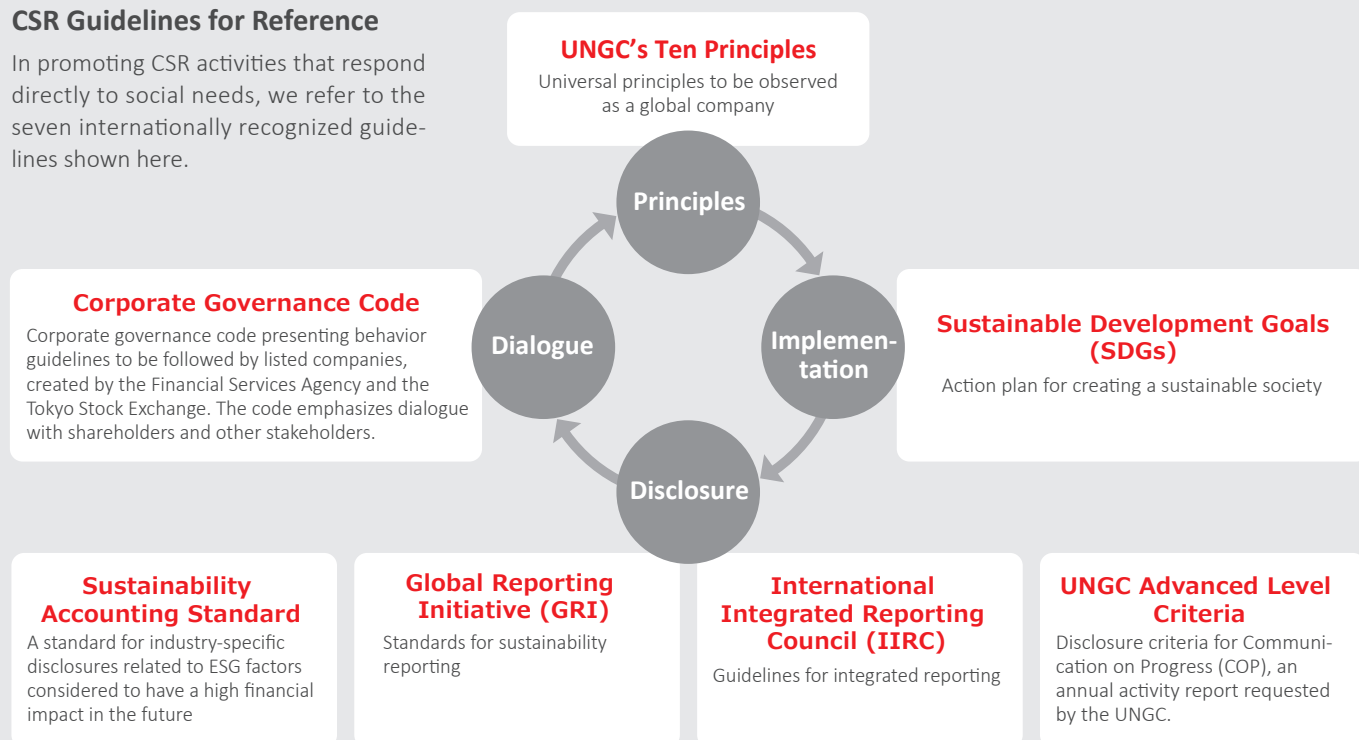 CSR Guidelines for Reference
In promoting CSR activities that respond
directly to social needs, we refer to the
seven internationally recognized guide-
lines shown here.
UNGC's Ten Principles
Universal principles to be observed
as a global company
Principles
Corporate Governance Code
Corporate governance code presenting behavior
guidelines to be followed by listed companies,
created by the Financial Services Agency and the
Tokyo Stock Exchange. The code emphasizes dialogue
with shareholders and other stakeholders.
Dialogue
Implemen-
tation
Sustainable Development Goals
(SDGs)
Action plan for creating a sustainable society
Disclosure
Sustainability
Accounting Standard
A standard for industry-specific
disclosures related to ESG factors
considered to have a high financial
impact in the future
Global Reporting
Initiative (GRI)
Standards for sustainability
reporting
International
Integrated Reporting
Council (IIRC)
Guidelines for integrated reporting
UNGC Advanced Level
Criteria
Disclosure criteria for Communi-
cation on Progress (COP), an
annual activity report requested
by the UNGC.